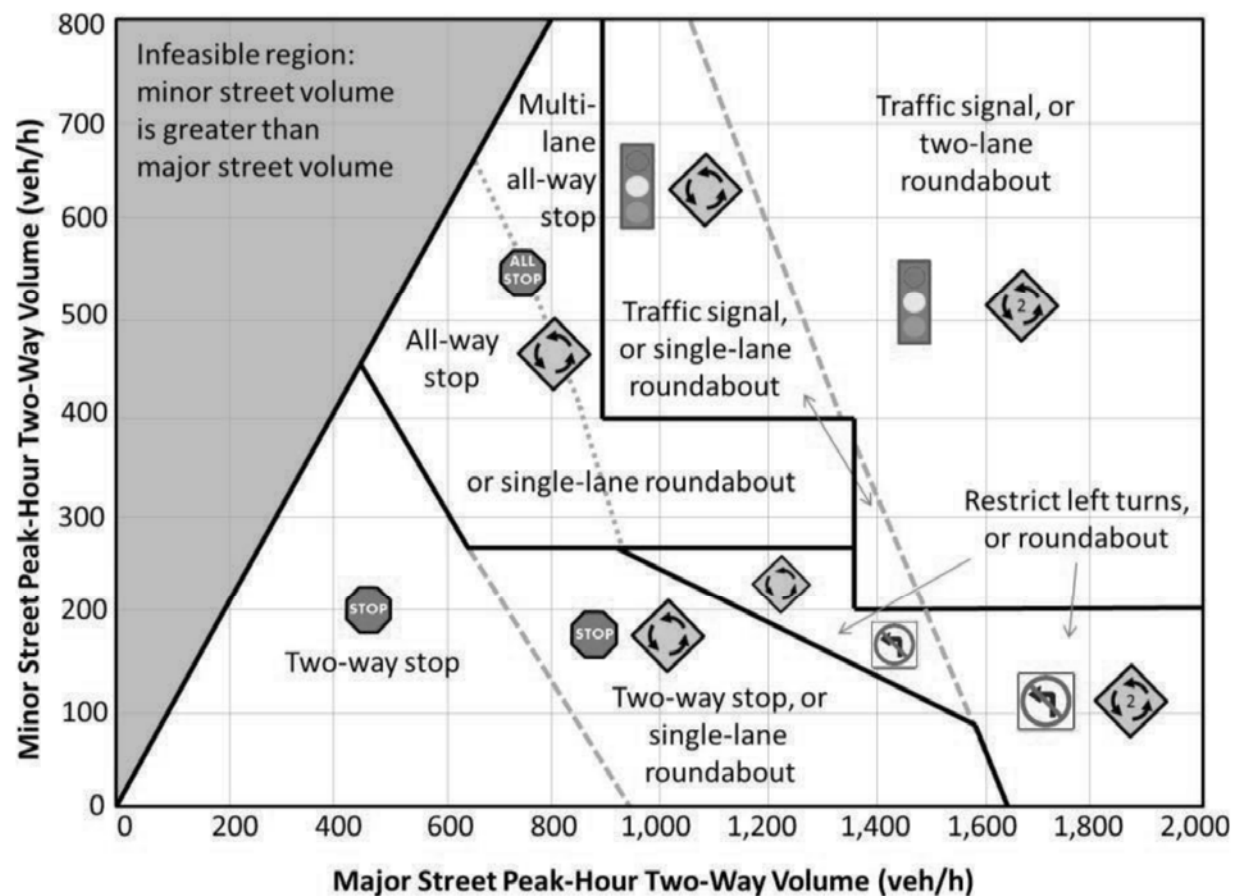 Minor Street Peak-Hour Two-Way Volume (veh/h)
800
700
600
500
400
300
200
100
0
Infeasible region:
minor street volume
is greater than
major street volume
Multi-
lane
all-way
stop
Traffic signal, or
two-lane
roundabout
ALL
STOP
2
All-way
stop
Traffic signal,
or single-lane
roundabout
or single-lane roundabout
Restrict left turns,
or roundabout
STOP
Two-way stop
STOP
Two-way stop, or
single-lane
roundabout
2
0
200
400
600
800
1,000
1,200
1,400
1,600
1,800
2,000
Major Street Peak-Hour Two-Way Volume (veh/h)